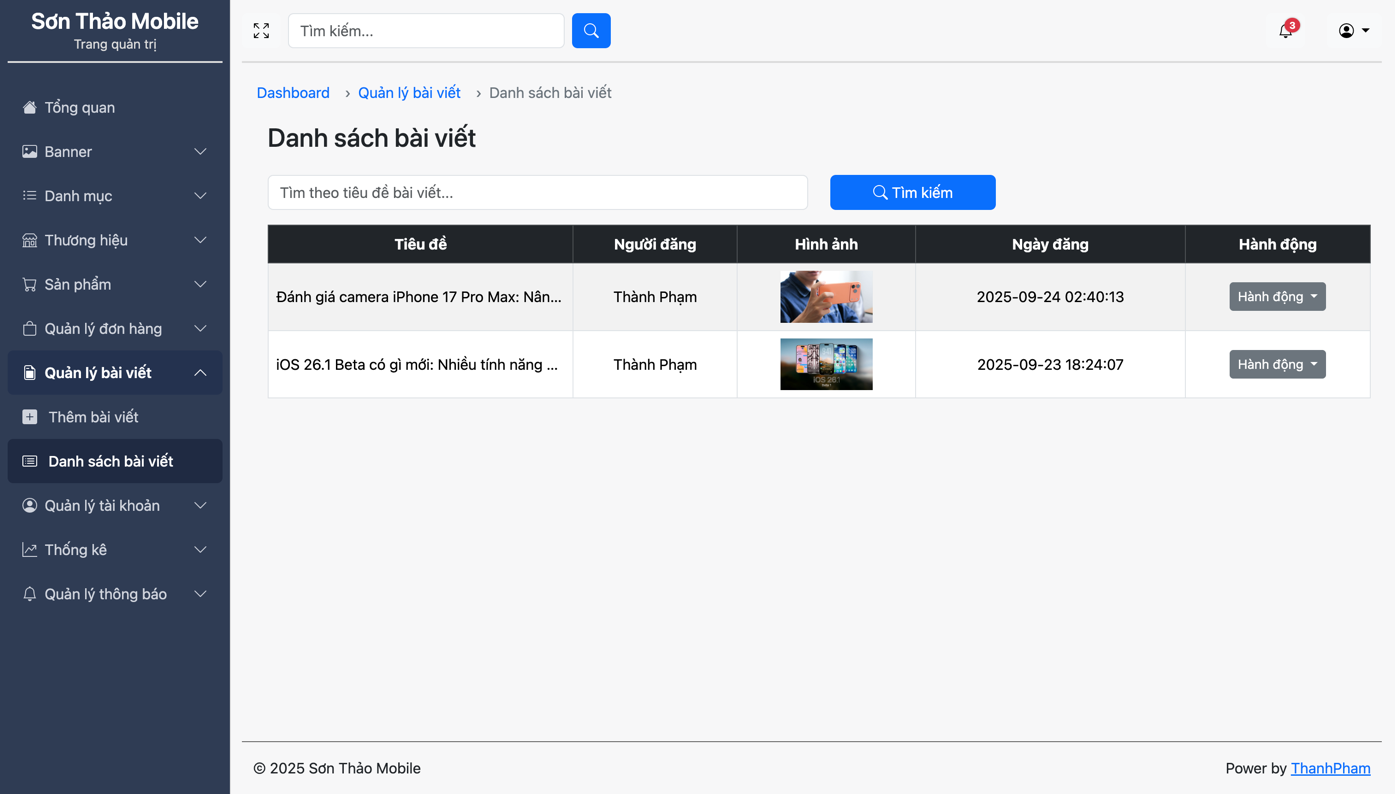 Sơn Thảo Mobile
Trang quản trị
Tổng quan
Banner
Danh mục
Thương hiệu
Sản phẩm
Quản lý đơn hàng
Quản lý bài viết
Thêm bài viết
Danh sách bài viết
Quản lý tài khoản
Thống kê
Quản lý thông báo
Tìm kiếm...
3
Dashboard › Quản lý bài viết › Danh sách bài viết
Danh sách bài viết
Tìm theo tiêu đề bài viết...
Tìm kiếm
Tiêu đề Người đăng Hình ảnh Ngày đăng Hành động
Đánh giá camera iPhone 17 Pro Max: Nân... Thành Phạm 2025-09-24 02:40:13 Hành động
iOS 26.1 Beta có gì mới: Nhiều tính năng ... Thành Phạm iOS 26.1 2025-09-23 18:24:07 Hành động
© 2025 Sơn Thảo Mobile
Power by ThanhPham